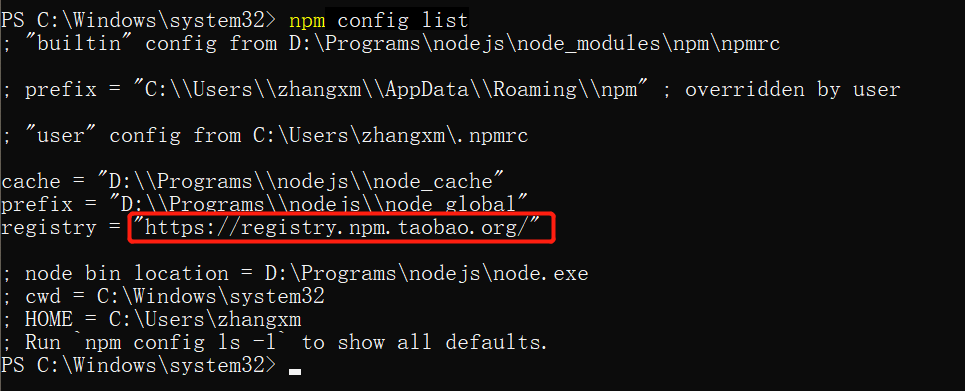 PS C:\Windows\system32> npm config list
; "builtin" config from D:\Programs\nodejs\node_modules\npm\npmrc
; prefix = "C:\\Users\\zhangxm\\AppData\\Roaming\\npm" ; overridden by user
; "user" config from C:\Users\zhangxm\.npmrc
cache = "D:\\Programs\\nodejs\\node_cache"
prefix = "D:\\Programs\\nodejs\\node_global"
registry = "https://registry.npm.taobao.org/"
; node bin location = D:\Programs\nodejs\node.exe
; cwd = C:\Windows\system32
; HOME = C:\Users\zhangxm
; Run `npm config ls -l` to show all defaults.
PS C:\Windows\system32>